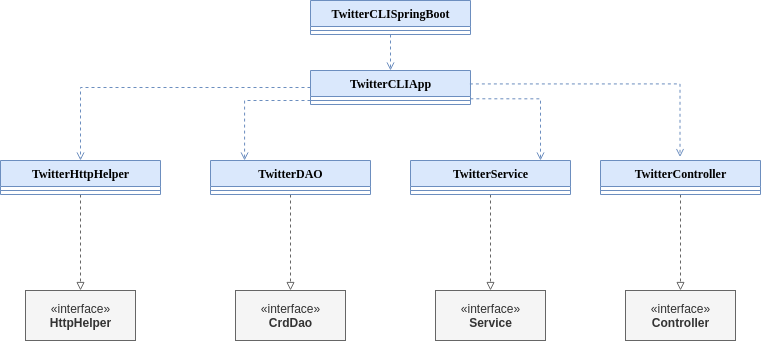 TwitterCLISpringBoot
TwitterCLIApp
TwitterHttpHelper
TwitterDAO
TwitterService
TwitterController
«interface»
HttpHelper
«interface»
CrdDao
«interface»
Service
«interface»
Controller